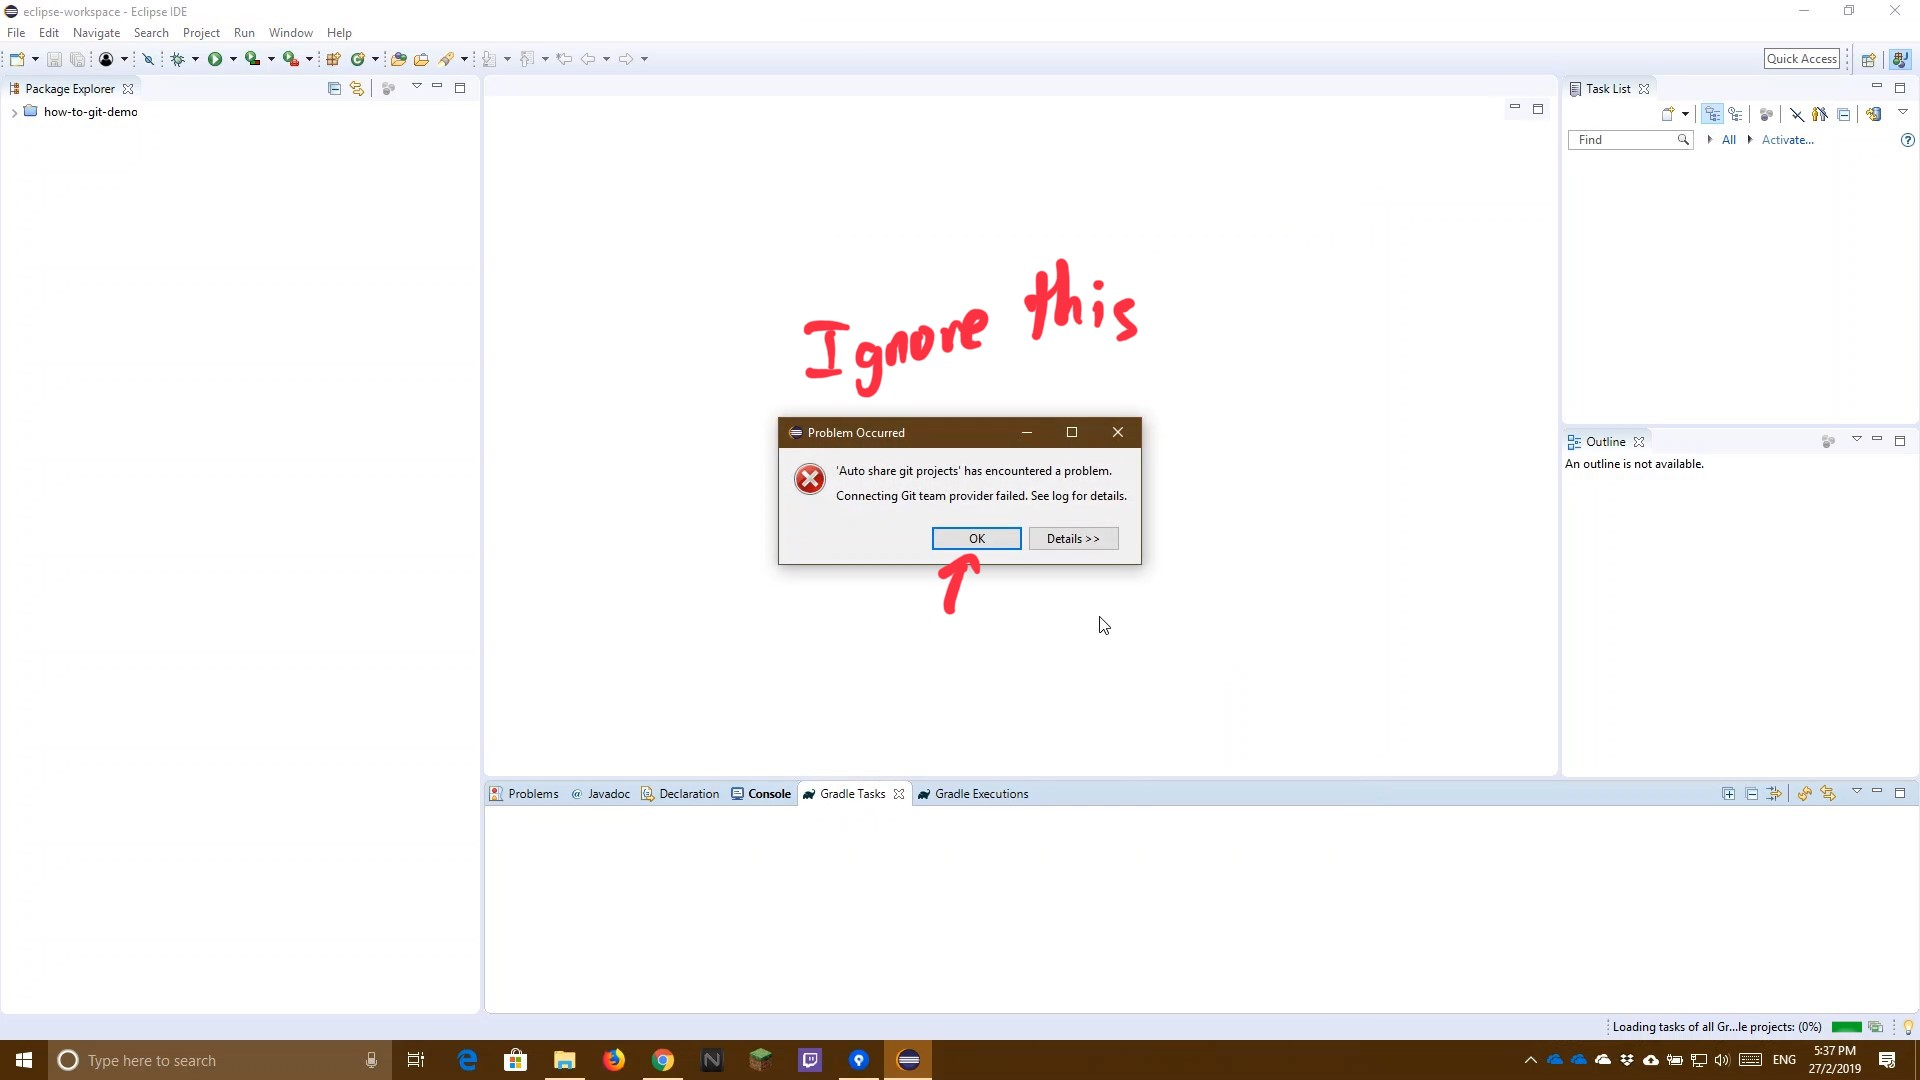 eclipse-workspace - Eclipse IDE
File Edit Navigate Search Project Run Window Help
Quick Access
Package Explorer
how-to-git-demo
Task List
Find
All
Activate...
Ignore this
Problem Occurred
'Auto share git projects' has encountered a problem.
Connecting Git team provider failed. See log for details.
OK
Details >>
Outline
An outline is not available.
Problems
@ Javadoc
Declaration
Console
Gradle Tasks
Gradle Executions
Loading tasks of all Gr...le projects: (0%)
Type here to search
ENG
5:37 PM
27/2/2019